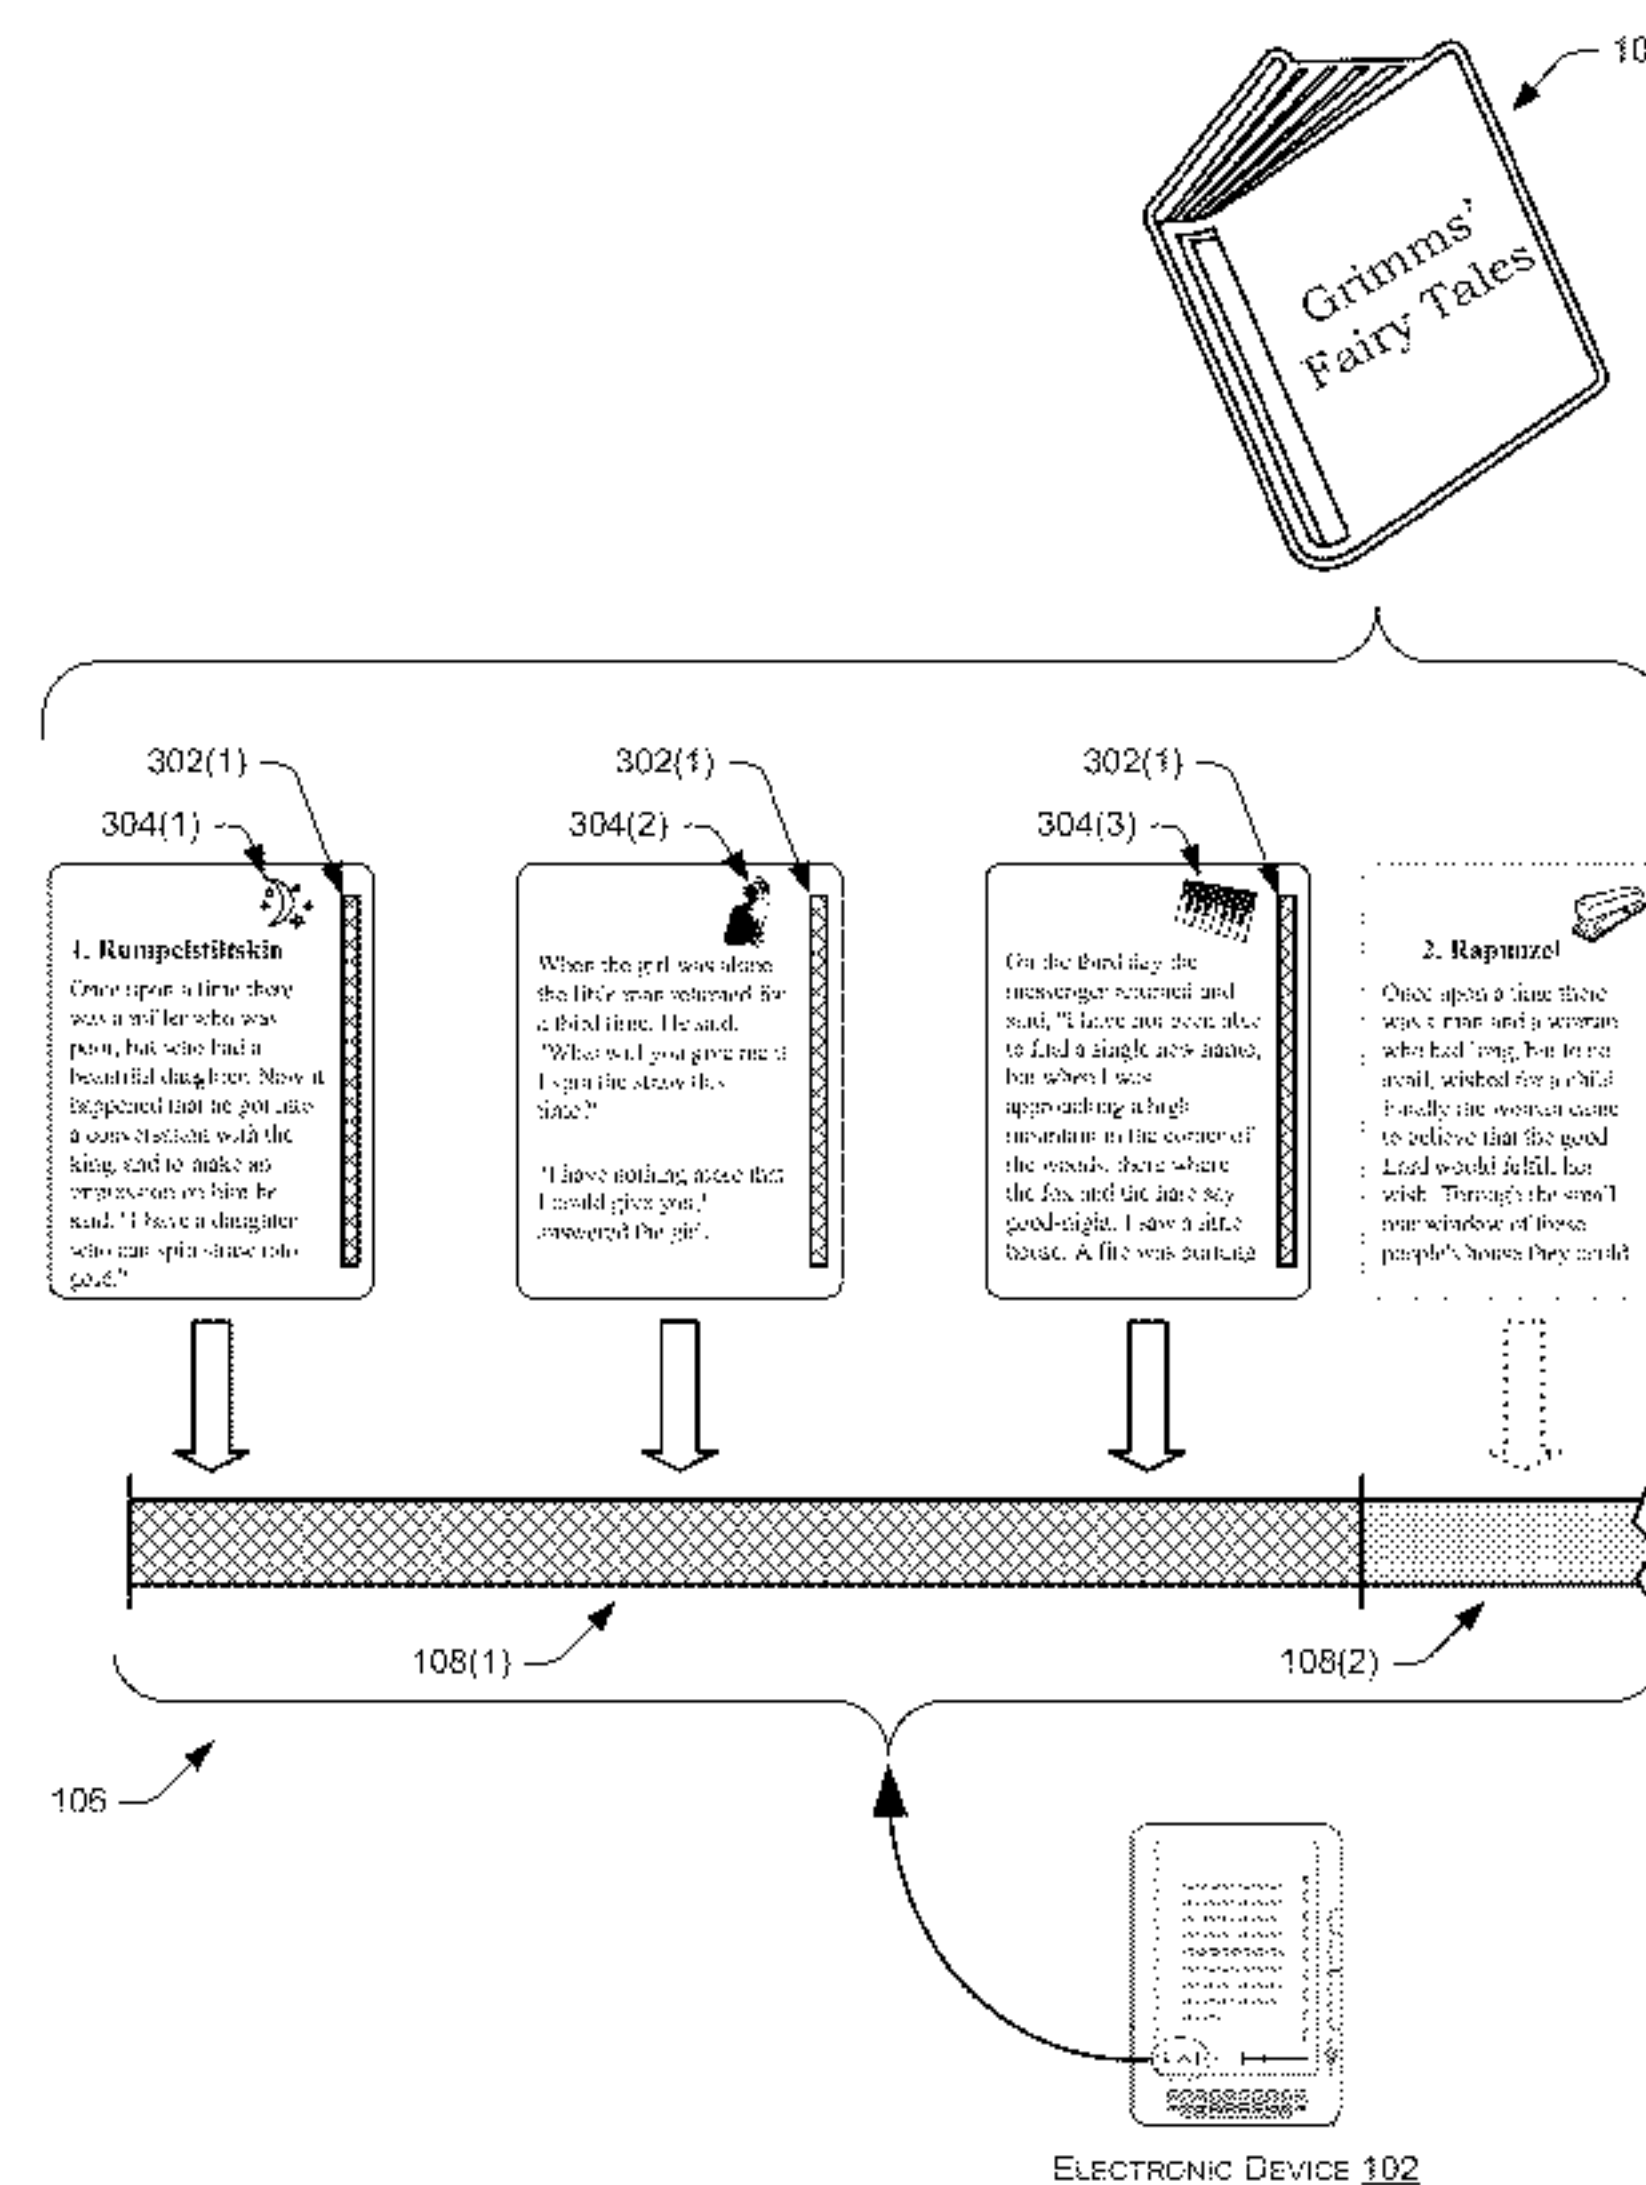 10
Grimms'
Fairy Tales
302(1)
302(1)
302(1)
304(1)
304(2)
304(3)
1. Rumpelstiltskin
Once upon a time there
was a miller who was
poor, but who had a
beautiful daughter. Now it
happened that he got into
a conversation with the
king, and to make an
impression on him he
said, "I have a daughter
who can spin straw into
gold."
When the girl was alone
the little man returned for
a third time. He said,
"What will you give me if
I spin the straw this
time?"
"I have nothing more that
I could give you,"
answered the girl.
On the third day the
messenger returned and
said, "I have not been able
to find a single new name,
but when I was
approaching a high
mountain in the corner of
the woods, there where
the fox and the hare say
good-night, I saw a little
house. A fire was burning
2. Rapunzel
Once upon a time there
was a man and a woman
who had long, but to no
avail, wished for a child.
Finally the woman came
to believe that the good
Lord would fulfill her
wish. Through the small
rear window of these
people's house they could
108(1)
108(2)
106
ELECTRONIC DEVICE 102